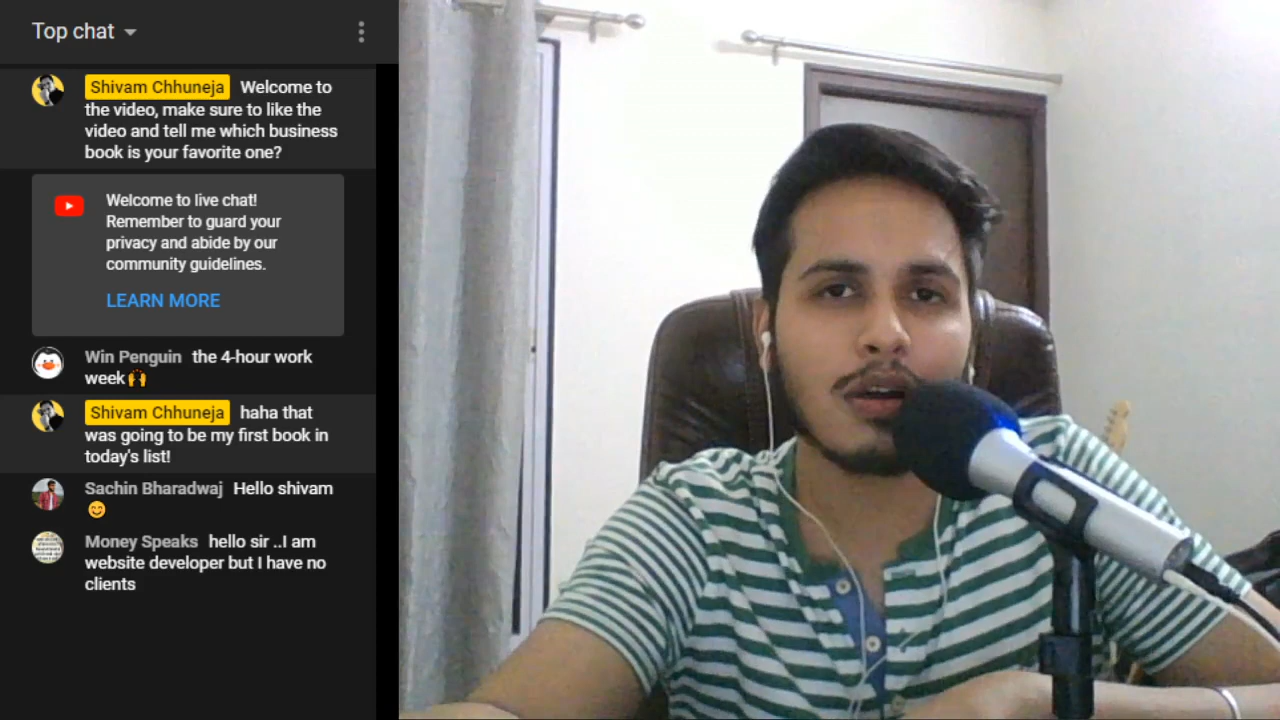 Top chat
Shivam Chhuneja Welcome to
the video, make sure to like the
video and tell me which business
book is your favorite one?
Welcome to live chat!
Remember to guard your
privacy and abide by our
community guidelines.
LEARN MORE
Win Penguin the 4-hour work
week🙌
Shivam Chhuneja haha that
was going to be my first book in
today's list!
Sachin Bharadwaj Hello shivam
😊
Money Speaks hello sir ..I am
website developer but I have no
clients